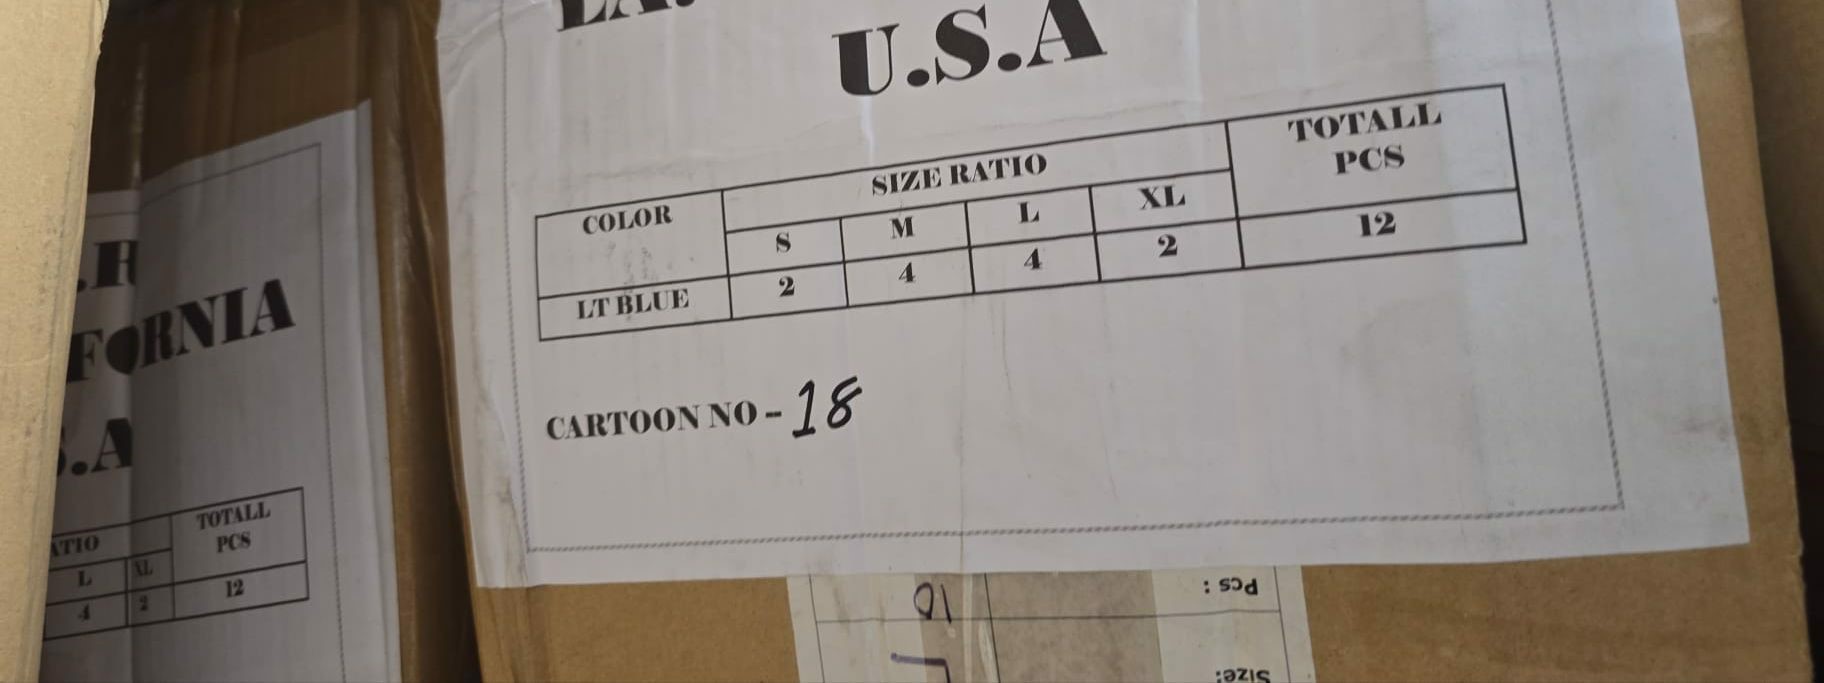 U.S.A
COLOR SIZE RATIO TOTALL PCS
S M L XL
LT BLUE 2 4 4 2 12
CARTOON NO - 18
Pcs :
Size:
TOTALL
PCS
L XL
4 2 12